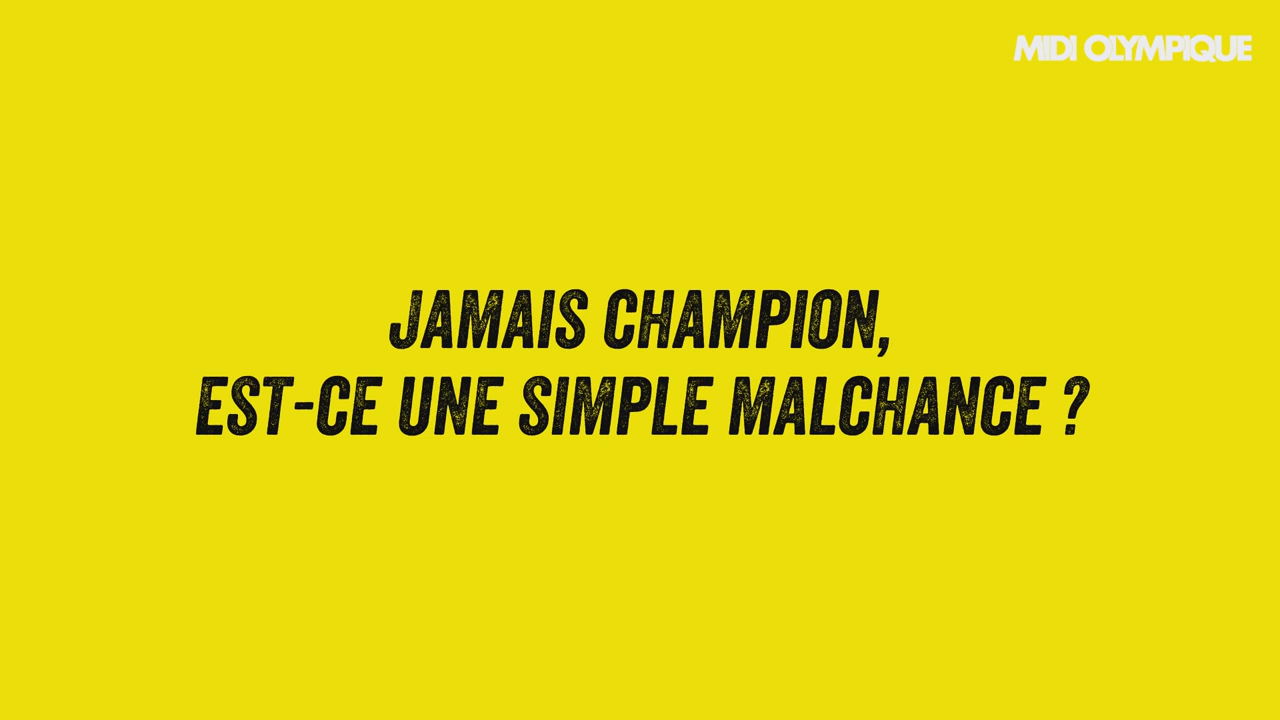 MIDI OLYMPIQUE
JAMAIS CHAMPION,
EST-CE UNE SIMPLE MALCHANCE ?